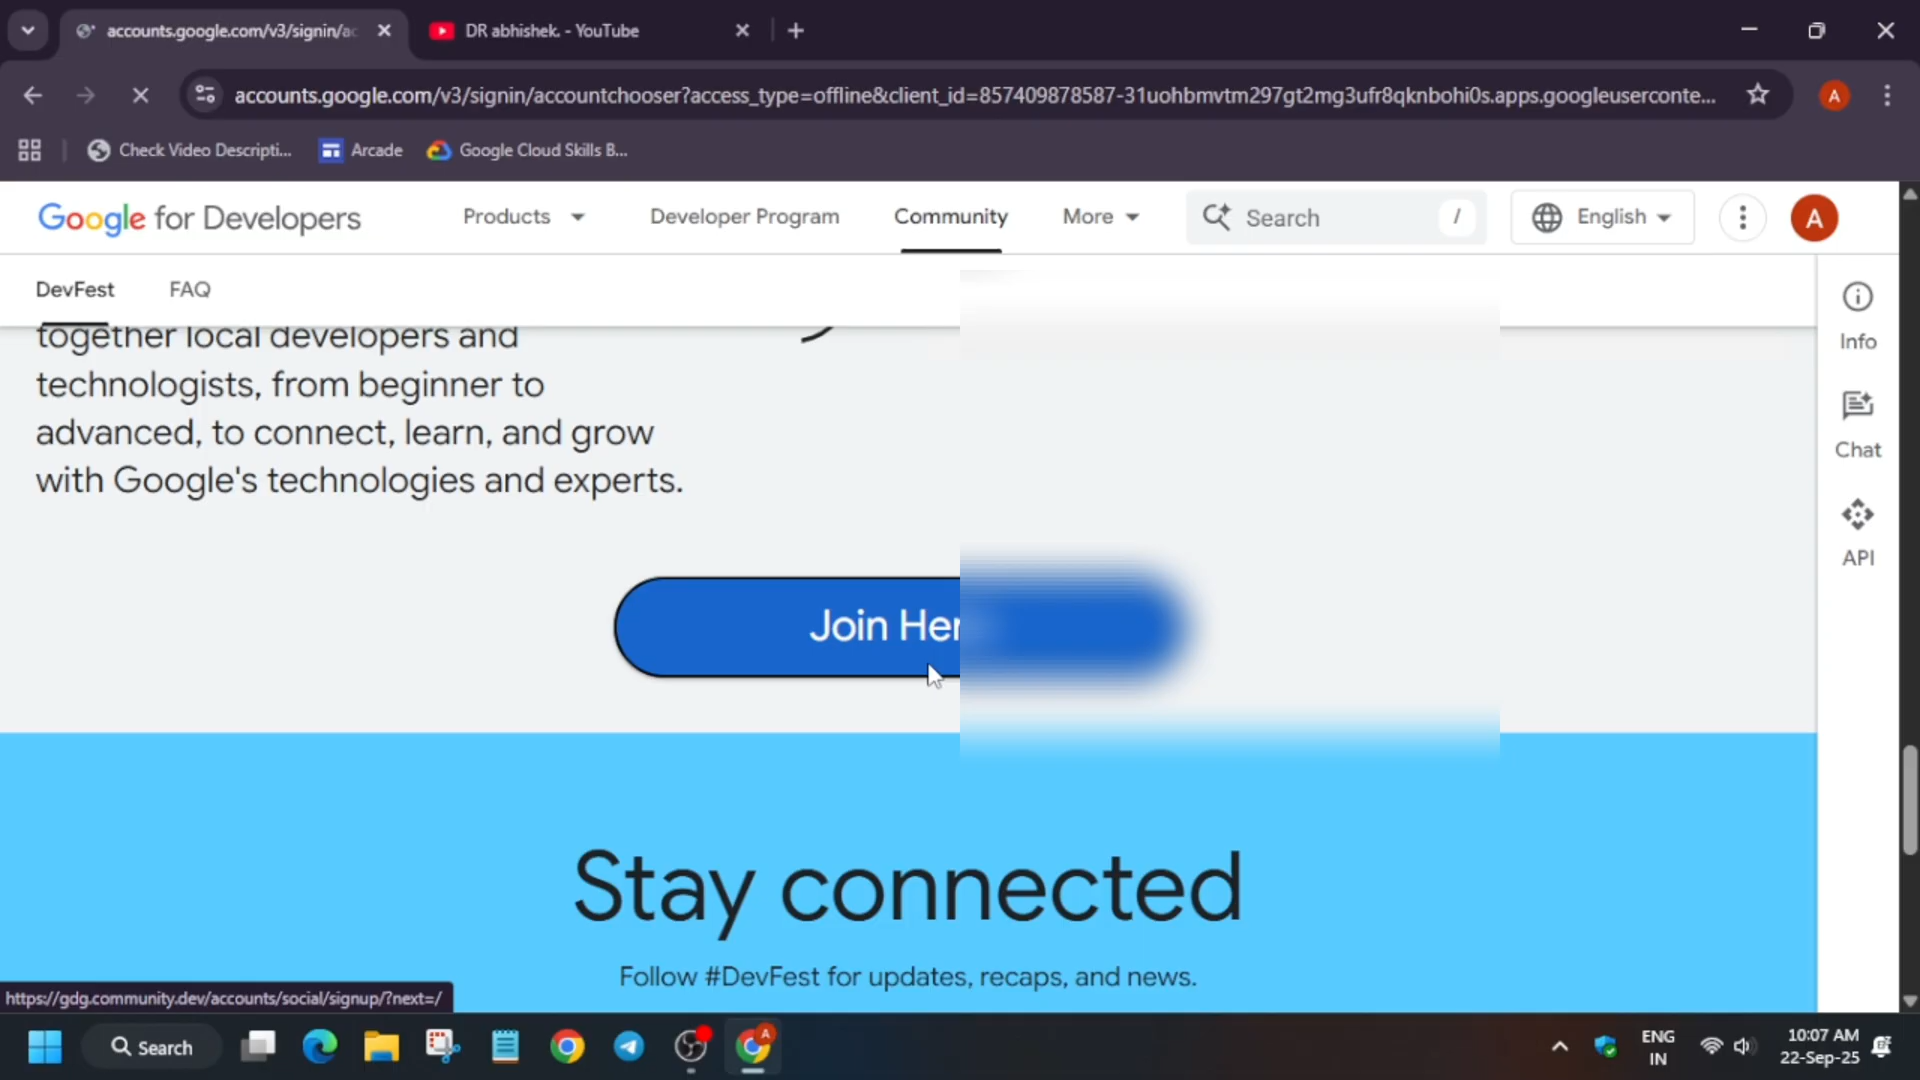 accounts.google.com/v3/signin/ac
DR abhishek. - YouTube
accounts.google.com/v3/signin/accountchooser?access_type=offline&client_id=857409878587-31uohbmvtm297gt2mg3ufr8qknbohi0s.apps.googleuserconte...
A
Check Video Descripti...
Arcade
Google Cloud Skills B...
Google for Developers
Products
Developer Program
Community
More
Search
/
English
A
DevFest
FAQ
Info
Chat
API
together local developers and
technologists, from beginner to
advanced, to connect, learn, and grow
with Google's technologies and experts.
Join Her
Stay connected
Follow #DevFest for updates, recaps, and news.
https://gdg.community.dev/accounts/social/signup/?next=/
Search
A
ENG
IN
10:07 AM
22-Sep-25